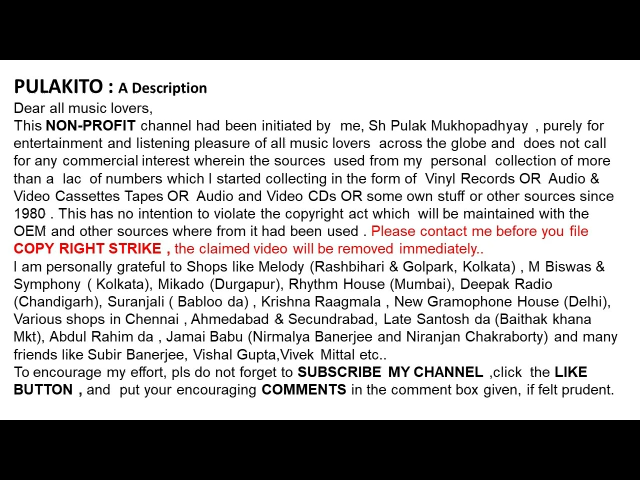 PULAKITO : A Description
Dear all music lovers,
This NON-PROFIT channel had been initiated by me, Sh Pulak Mukhopadhyay , purely for
entertainment and listening pleasure of all music lovers across the globe and does not call
for any commercial interest wherein the sources used from my personal collection of more
than a lac of numbers which I started collecting in the form of Vinyl Records OR Audio &
Video Cassettes Tapes OR Audio and Video CDs OR some own stuff or other sources since
1980 . This has no intention to violate the copyright act which will be maintained with the
OEM and other sources where from it had been used . Please contact me before you file
COPY RIGHT STRIKE , the claimed video will be removed immediately..
I am personally grateful to Shops like Melody (Rashbihari & Golpark, Kolkata) , M Biswas &
Symphony ( Kolkata), Mikado (Durgapur), Rhythm House (Mumbai), Deepak Radio
(Chandigarh), Suranjali ( Babloo da) , Krishna Raagmala , New Gramophone House (Delhi),
Various shops in Chennai , Ahmedabad & Secundrabad, Late Santosh da (Baithak khana
Mkt), Abdul Rahim da , Jamai Babu (Nirmalya Banerjee and Niranjan Chakraborty) and many
friends like Subir Banerjee, Vishal Gupta,Vivek Mittal etc..
To encourage my effort, pls do not forget to SUBSCRIBE MY CHANNEL ,click the LIKE
BUTTON , and put your encouraging COMMENTS in the comment box given, if felt prudent.